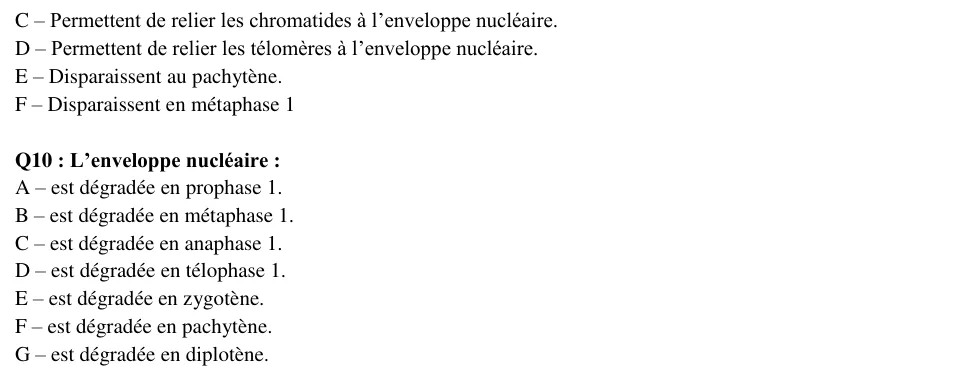 C – Permettent de relier les chromatides à l’enveloppe nucléaire.
D – Permettent de relier les télomères à l’enveloppe nucléaire.
E – Disparaissent au pachytène.
F – Disparaissent en métaphase 1
Q10 : L’enveloppe nucléaire :
A – est dégradée en prophase 1.
B – est dégradée en métaphase 1.
C – est dégradée en anaphase 1.
D – est dégradée en télophase 1.
E – est dégradée en zygotène.
F – est dégradée en pachytène.
G – est dégradée en diplotène.